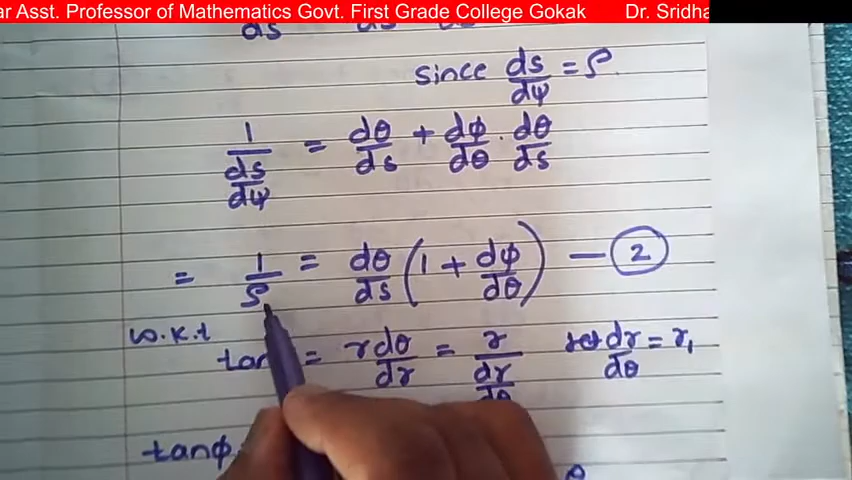 ar Asst. Professor of Mathematics Govt. First Grade College Gokak Dr. Sridha
since ds/dψ = ρ.
1/(ds/dψ) = dθ/ds + dϕ/dθ · dθ/ds
= 1/ρ = dθ/ds (1 + dϕ/dθ) — 2
w.k.t
tan = r dθ/dr = r/(dr/dθ) dr/dθ = r₁
tanϕ